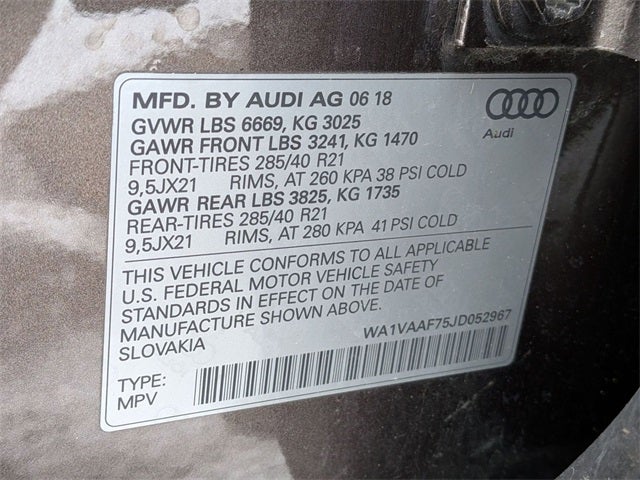 MFD. BY AUDI AG 06 18
Audi
GVWR LBS 6669, KG 3025
GAWR FRONT LBS 3241, KG 1470
FRONT-TIRES 285/40 R21
9,5JX21 RIMS, AT 260 KPA 38 PSI COLD
GAWR REAR LBS 3825, KG 1735
REAR-TIRES 285/40 R21
9,5JX21 RIMS, AT 280 KPA 41 PSI COLD
THIS VEHICLE CONFORMS TO ALL APPLICABLE
U.S. FEDERAL MOTOR VEHICLE SAFETY
STANDARDS IN EFFECT ON THE DATE OF
MANUFACTURE SHOWN ABOVE.
SLOVAKIA
WA1VAAF75JD052967
TYPE:
MPV